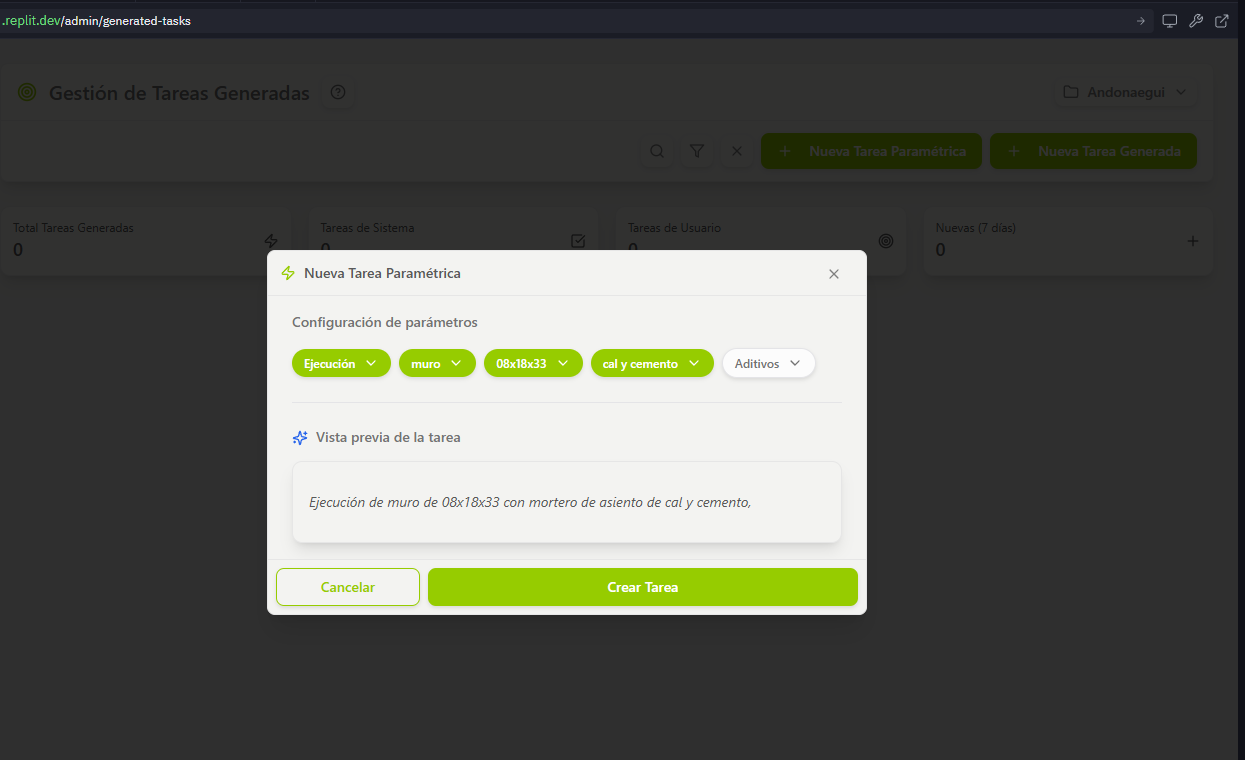 .replit.dev/admin/generated-tasks
Gestión de Tareas Generadas
Andonaegui
Nueva Tarea Paramétrica
Nueva Tarea Generada
Total Tareas Generadas
0
Tareas de Sistema
0
Tareas de Usuario
0
Nuevas (7 días)
0
Nueva Tarea Paramétrica
Configuración de parámetros
Ejecución
muro
08x18x33
cal y cemento
Aditivos
Vista previa de la tarea
Ejecución de muro de 08x18x33 con mortero de asiento de cal y cemento,
Cancelar
Crear Tarea